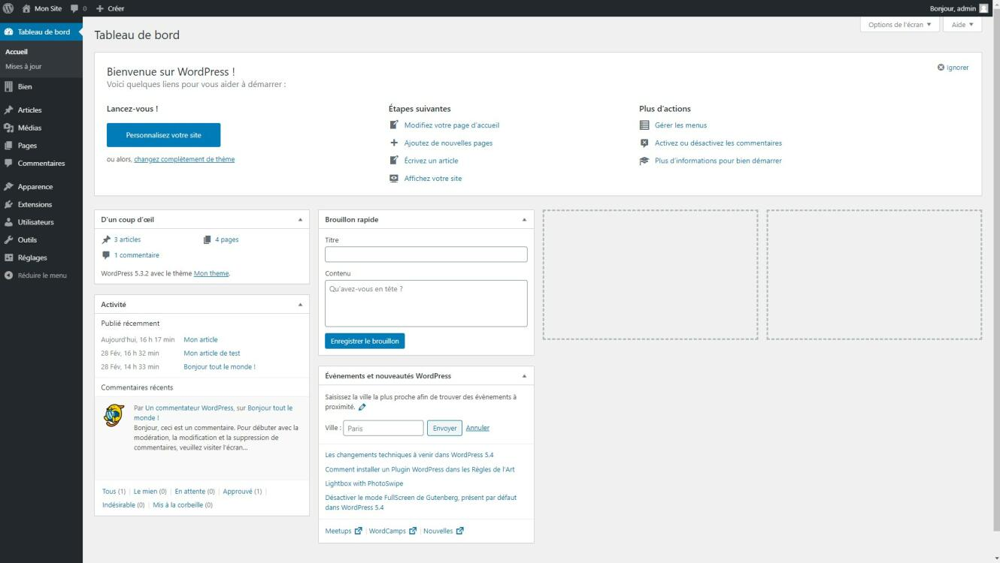 Mon Site 0 Créer
Bonjour, admin
Tableau de bord
Accueil
Mises à jour
Bien
Articles
Médias
Pages
Commentaires
Apparence
Extensions
Utilisateurs
Outils
Réglages
Réduire le menu
Tableau de bord
Options de l'écran
Aide
Bienvenue sur WordPress !
Voici quelques liens pour vous aider à démarrer :
Ignorer
Lancez-vous !
Personnalisez votre site
ou alors, changez complètement de thème
Étapes suivantes
Modifiez votre page d'accueil
Ajoutez de nouvelles pages
Écrivez un article
Affichez votre site
Plus d'actions
Gérer les menus
Activez ou désactivez les commentaires
Plus d'informations pour bien démarrer
D'un coup d'œil
3 articles
4 pages
1 commentaire
WordPress 5.3.2 avec le thème Mon theme.
Activité
Publié récemment
Aujourd'hui, 16 h 17 min Mon article
28 Fév, 16 h 32 min Mon article de test
28 Fév, 14 h 33 min Bonjour tout le monde !
Commentaires récents
Par Un commentateur WordPress, sur Bonjour tout le
monde !
Bonjour, ceci est un commentaire. Pour débuter avec la
modération, la modification et la suppression de
commentaires, veuillez visiter l'écran…
Tous (1) | Le mien (0) | En attente (0) | Approuvé (1) |
Indésirable (0) | Mis à la corbeille (0)
Brouillon rapide
Titre
Contenu
Qu'avez-vous en tête ?
Enregistrer le brouillon
Évènements et nouveautés WordPress
Saisissez la ville la plus proche afin de trouver des évènements à
proximité.
Ville : Paris Envoyer Annuler
Les changements techniques à venir dans WordPress 5.4
Comment installer un Plugin WordPress dans les Règles de l'Art
Lightbox with PhotoSwipe
Désactiver le mode FullScreen de Gutenberg, présent par défaut
dans WordPress 5.4
Meetups | WordCamps | Nouvelles